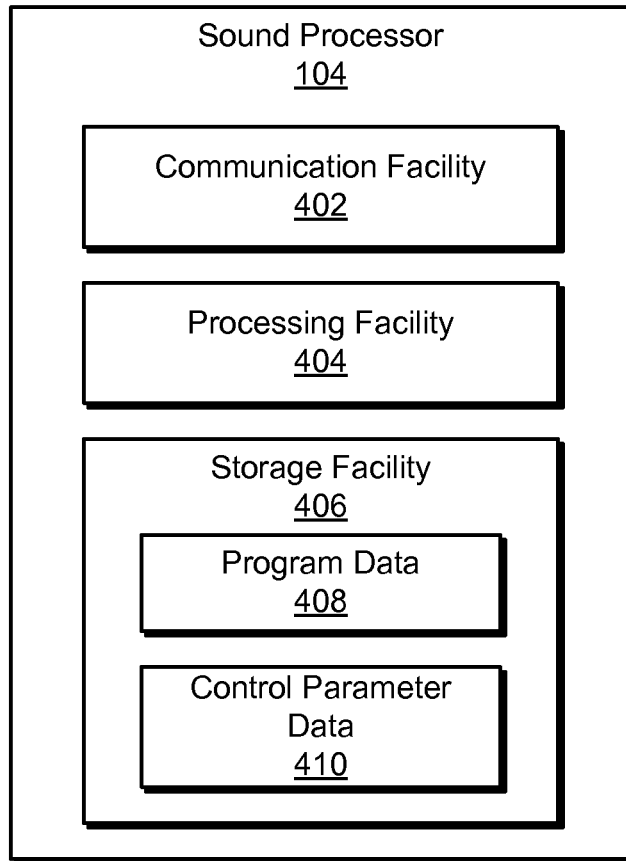 Sound Processor
104
Communication Facility
402
Processing Facility
404
Storage Facility
406
Program Data
408
Control Parameter
Data
410